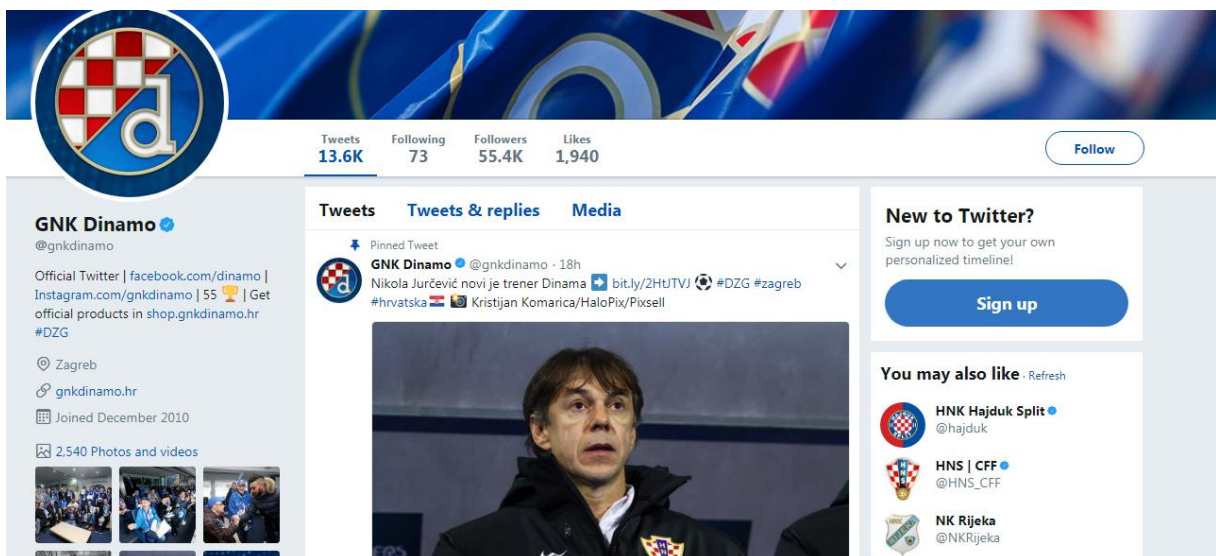 Tweets Following Followers Likes
13.6K 73 55.4K 1,940
Follow
GNK Dinamo
@gnkdinamo
Official Twitter | facebook.com/dinamo |
Instagram.com/gnkdinamo | 55 🏆 | Get
official products in shop.gnkdinamo.hr
#DZG
Zagreb
gnkdinamo.hr
Joined December 2010
2,540 Photos and videos
Tweets Tweets & replies Media
Pinned Tweet
GNK Dinamo @gnkdinamo · 18h
Nikola Jurčević novi je trener Dinama ➡️ bit.ly/2HtJTVJ ⚽ #DZG #zagreb
#hrvatska 🇭🇷 📸 Kristijan Komarica/HaloPix/Pixsell
New to Twitter?
Sign up now to get your own
personalized timeline!
Sign up
You may also like · Refresh
HNK Hajduk Split
@hajduk
HNS | CFF
@HNS_CFF
NK Rijeka
@NKRijeka